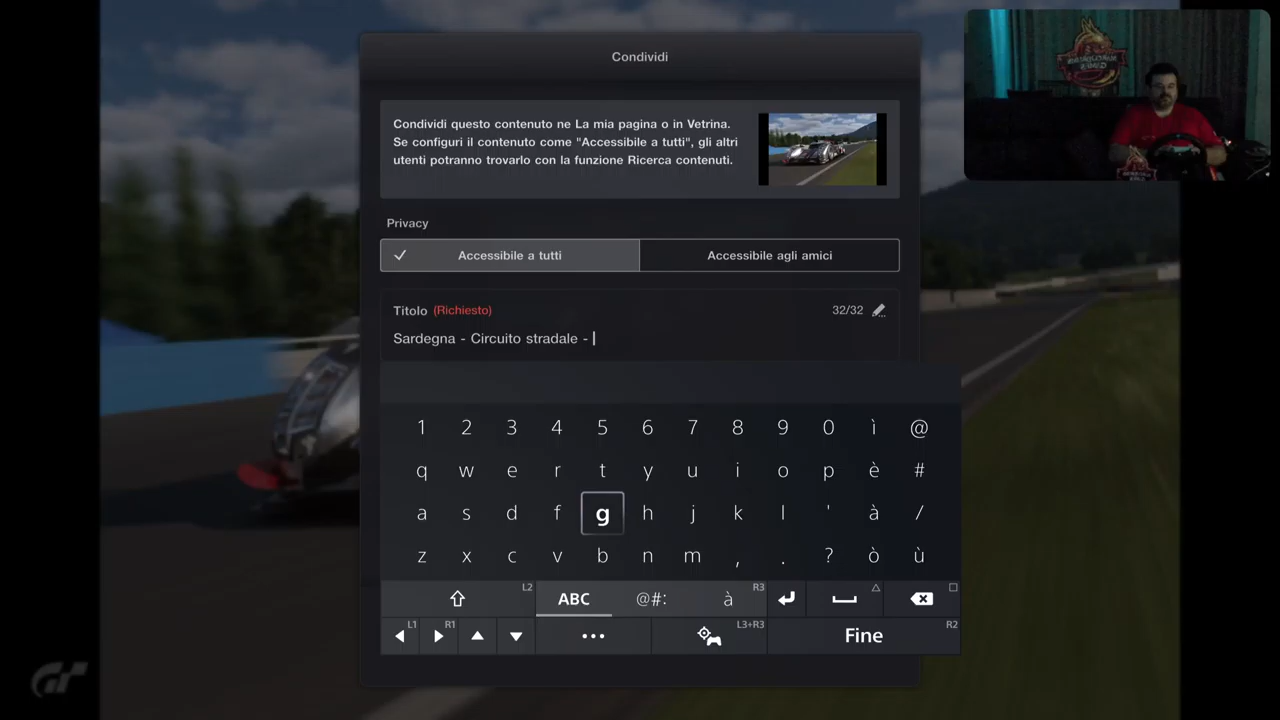 Condividi
Condividi questo contenuto ne La mia pagina o in Vetrina.
Se configuri il contenuto come "Accessibile a tutti", gli altri
utenti potranno trovarlo con la funzione Ricerca contenuti.
Privacy
Accessibile a tutti
Accessibile agli amici
Titolo (Richiesto)
32/32
Sardegna - Circuito stradale -
1 2 3 4 5 6 7 8 9 0 ì @
q w e r t y u i o p è #
a s d f g h j k l ' à /
z x c v b n m , . ? ò ù
L2 ABC @#: à R3 △ □
L1 R1 ... L3+R3 Fine R2
GT